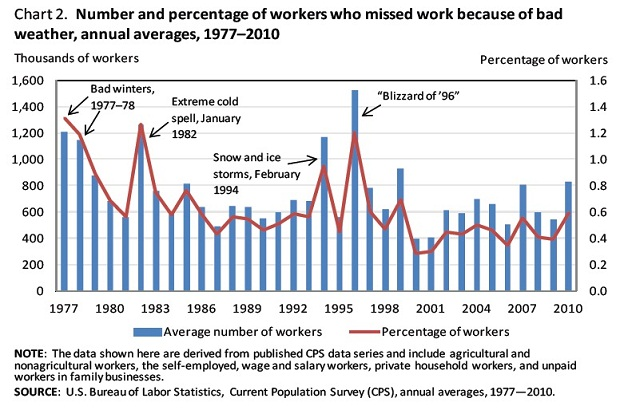 Chart 2. Number and percentage of workers who missed work because of bad
weather, annual averages, 1977–2010
Thousands of workers
Percentage of workers
1,600
1,400
1,200
1,000
800
600
400
200
0
1.6
1.4
1.2
1.0
0.8
0.6
0.4
0.2
0.0
Bad winters,
1977–78
Extreme cold
spell, January
1982
Snow and ice
storms, February
1994
"Blizzard of '96"
1977 1980 1983 1986 1989 1992 1995 1998 2001 2004 2007 2010
Average number of workers
Percentage of workers
NOTE: The data shown here are derived from published CPS data series and include agricultural and
nonagricultural workers, the self-employed, wage and salary workers, private household workers, and unpaid
workers in family businesses.
SOURCE: U.S. Bureau of Labor Statistics, Current Population Survey (CPS), annual averages, 1977—2010.